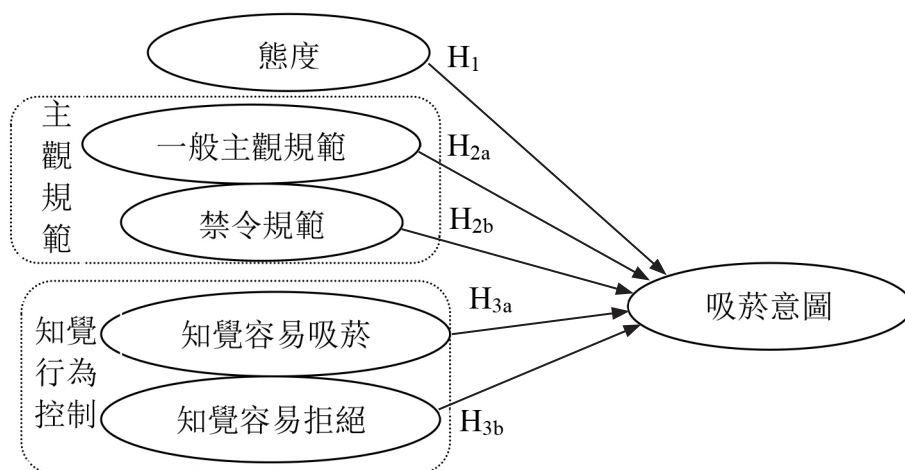 態度
H1
主觀規範
一般主觀規範
H2a
禁令規範
H2b
知覺行為控制
知覺容易吸菸
H3a
知覺容易拒絕
H3b
吸菸意圖